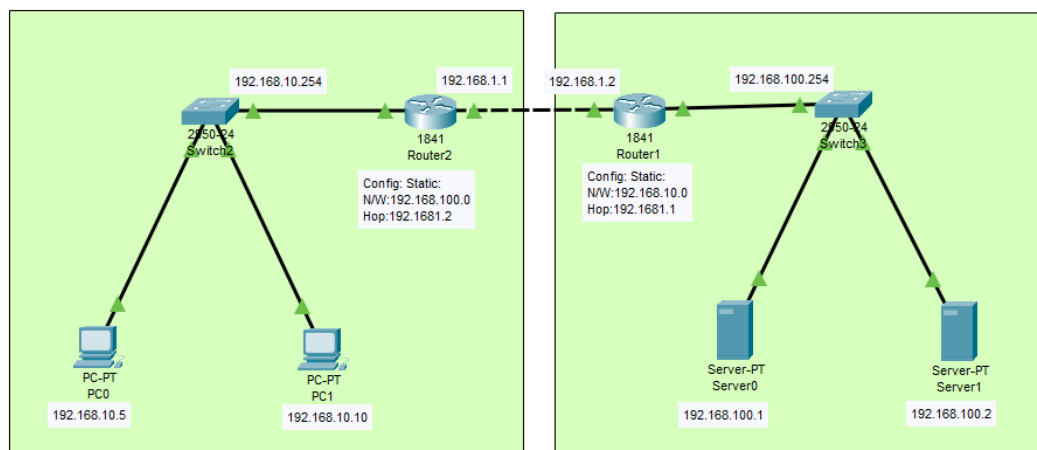 192.168.10.254
192.168.1.1
2950-24
Switch2
1841
Router2
Config: Static:
N/W:192.168.100.0
Hop:192.1681.2
PC-PT
PC0
192.168.10.5
PC-PT
PC1
192.168.10.10
192.168.1.2
192.168.100.254
1841
Router1
Config: Static:
N/W:192.168.10.0
Hop:192.1681.1
2950-24
Switch3
Server-PT
Server0
192.168.100.1
Server-PT
Server1
192.168.100.2